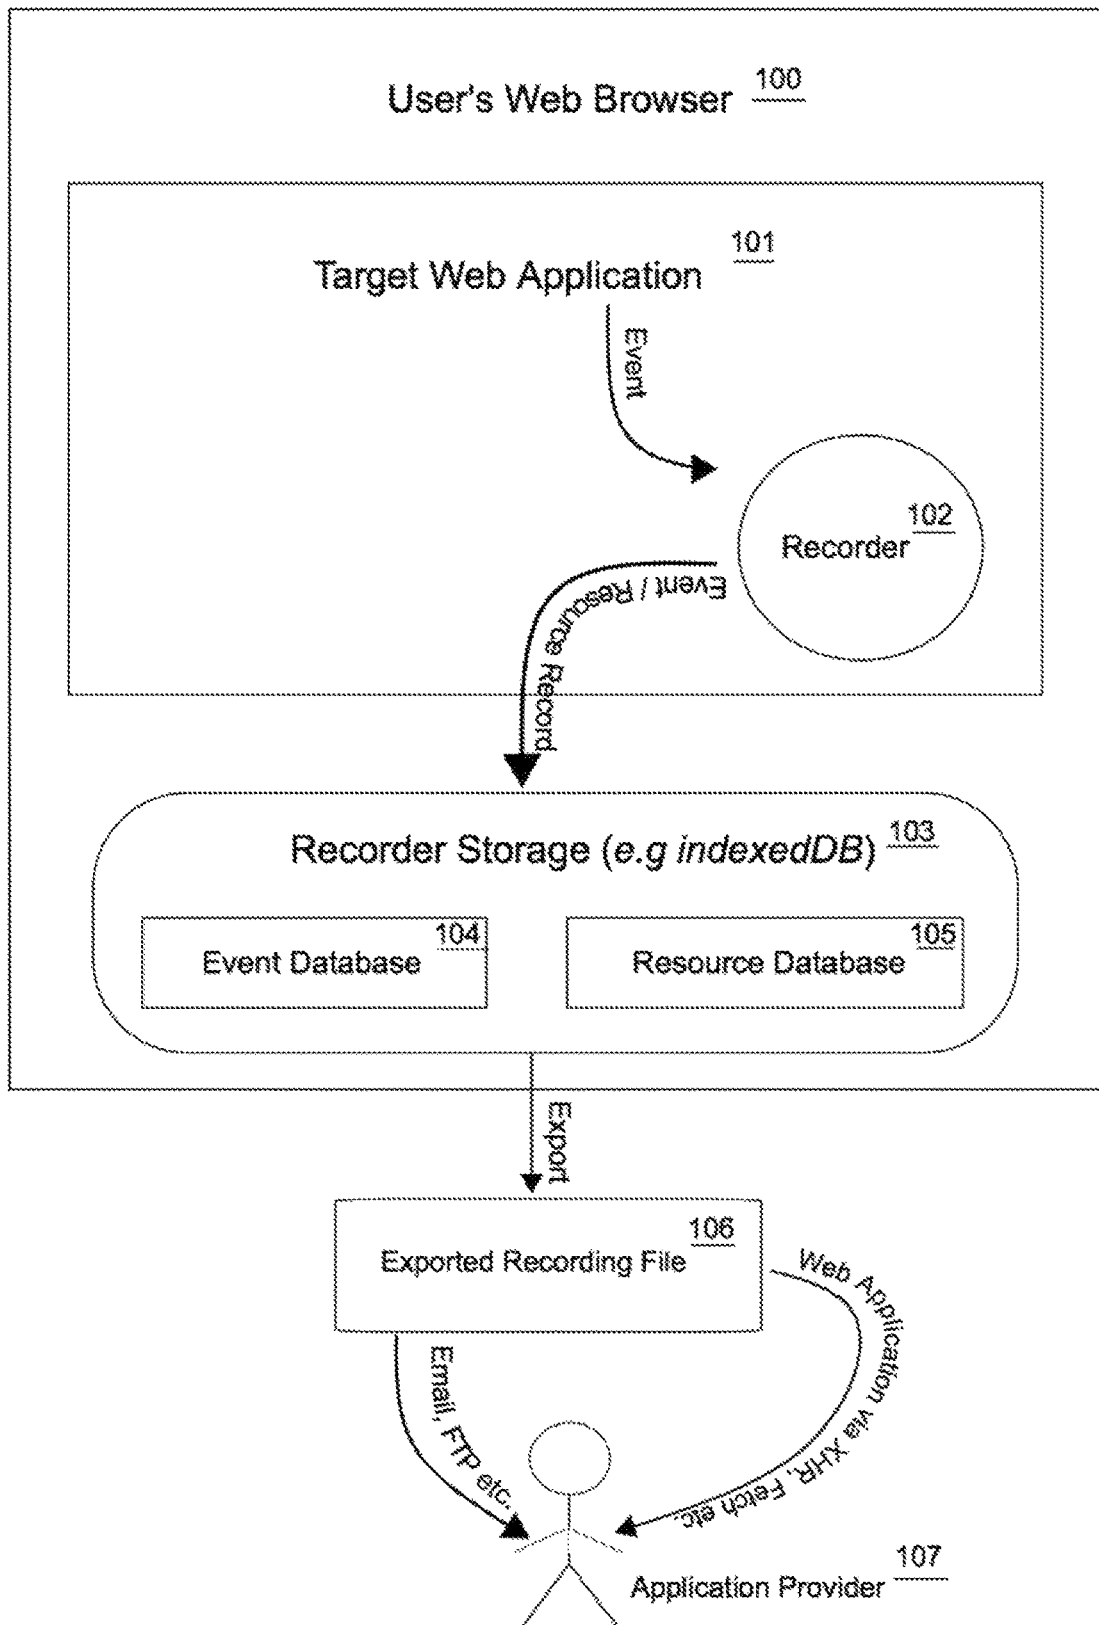 User's Web Browser 100
Target Web Application 101
Event
Recorder 102
Event / Resource Record
Recorder Storage (e.g indexedDB) 103
Event Database 104
Resource Database 105
Export
Exported Recording File 106
Email, FTP etc.
Web Application via XHR, Fetch etc.
Application Provider 107